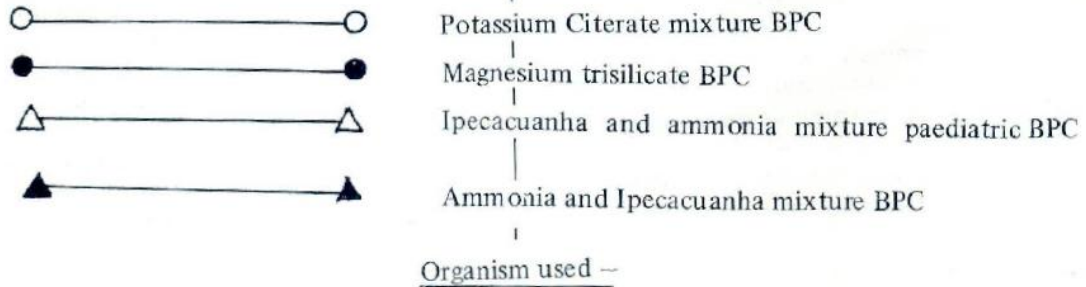 Potassium Citerate mixture BPC
Magnesium trisilicate BPC
Ipecacuanha and ammonia mixture paediatric BPC
Ammonia and Ipecacuanha mixture BPC
Organism used –